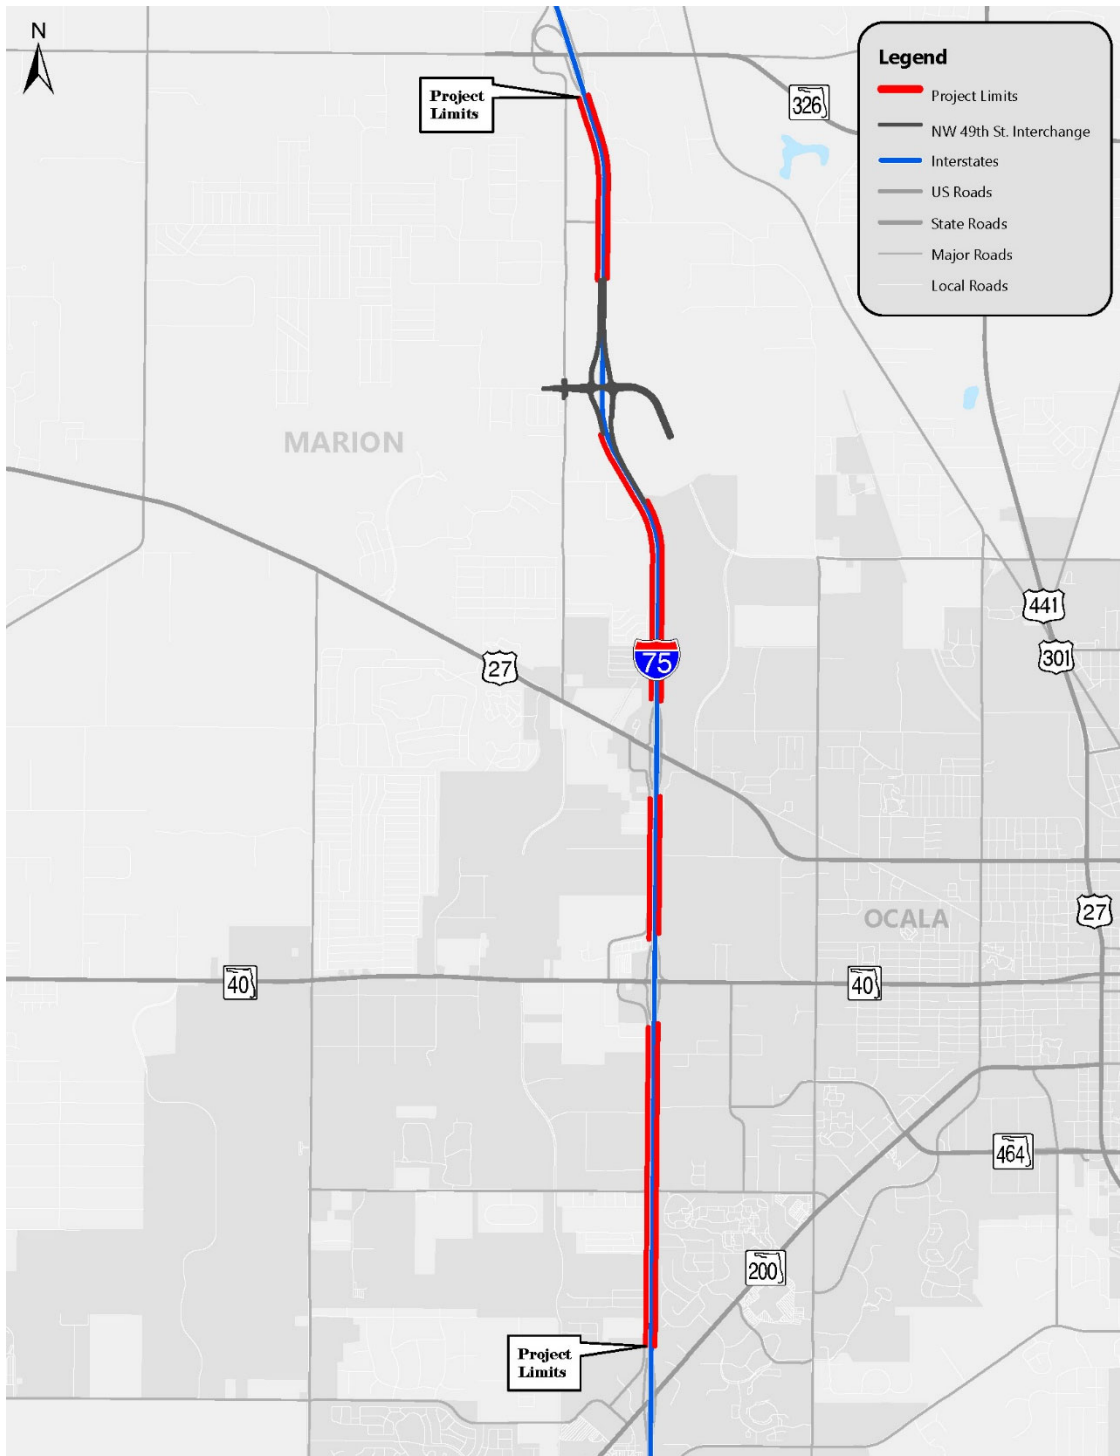 N
Legend
Project Limits
NW 49th St. Interchange
Interstates
US Roads
State Roads
Major Roads
Local Roads
Project
Limits
326
MARION
441
301
75
27
OCALA
27
40
40
464
200
Project
Limits